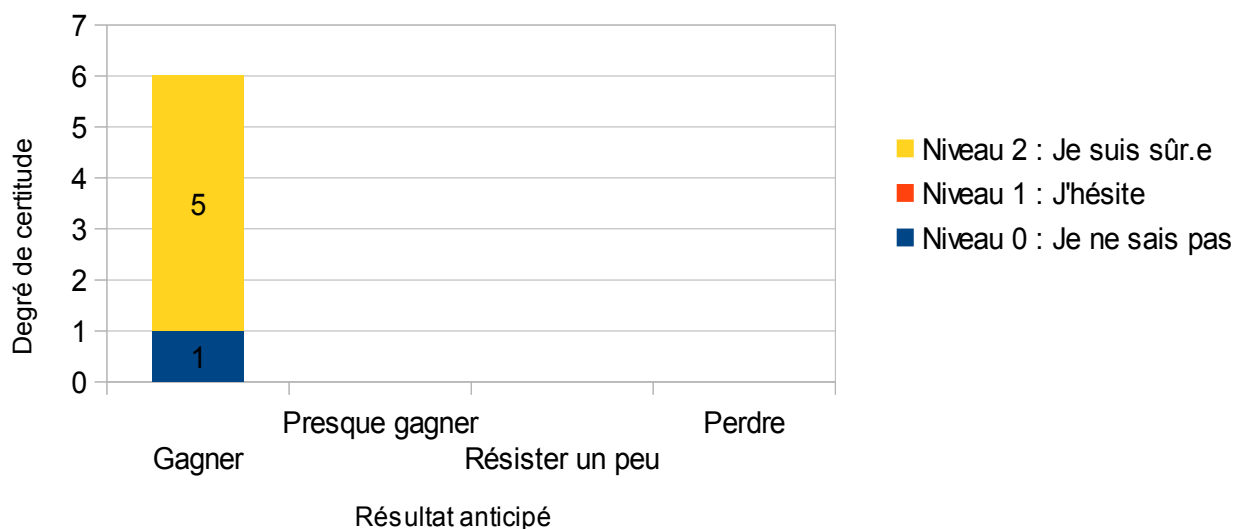 7
6
5
4
3
2
1
0
Degré de certitude
5
1
Gagner
Presque gagner
Résister un peu
Perdre
Résultat anticipé
Niveau 2 : Je suis sûr.e
Niveau 1 : J'hésite
Niveau 0 : Je ne sais pas